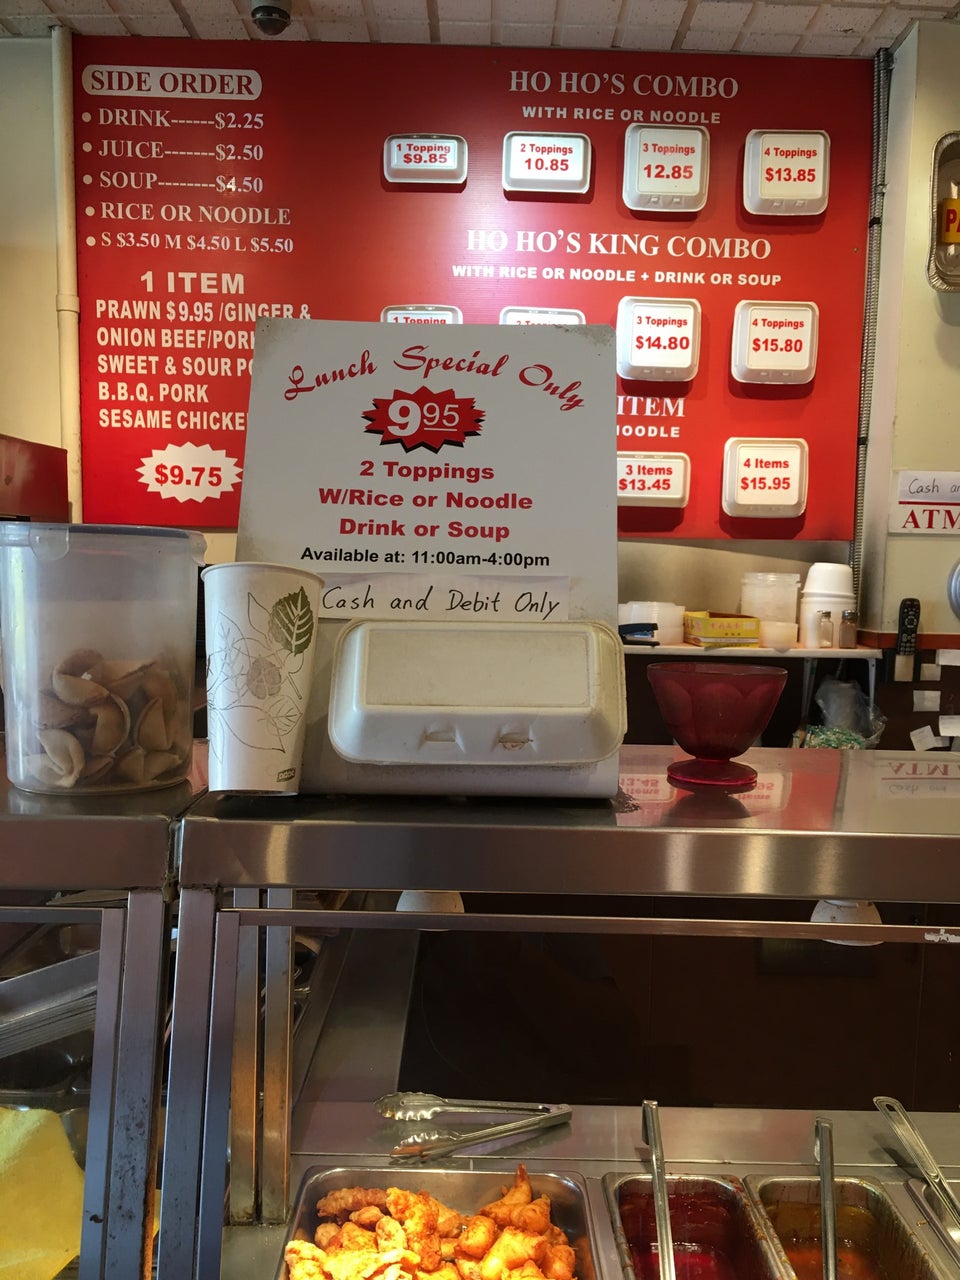 SIDE ORDER
• DRINK------$2.25
• JUICE------$2.50
• SOUP--------$4.50
• RICE OR NOODLE
• S $3.50 M $4.50 L $5.50
1 ITEM
PRAWN $9.95 /GINGER &
ONION BEEF/PORK
SWEET & SOUR PO
B.B.Q. PORK
SESAME CHICKE
$9.75
HO HO'S COMBO
WITH RICE OR NOODLE
1 Topping
$9.85
2 Toppings
10.85
3 Toppings
12.85
4 Toppings
$13.85
HO HO'S KING COMBO
WITH RICE OR NOODLE + DRINK OR SOUP
1 Topping
3 Toppings
$14.80
4 Toppings
$15.80
ITEM
NOODLE
3 Items
$13.45
4 Items
$15.95
Lunch Special Only
9.95
2 Toppings
W/Rice or Noodle
Drink or Soup
Available at: 11:00am-4:00pm
Cash and Debit Only
Cash an
ATM